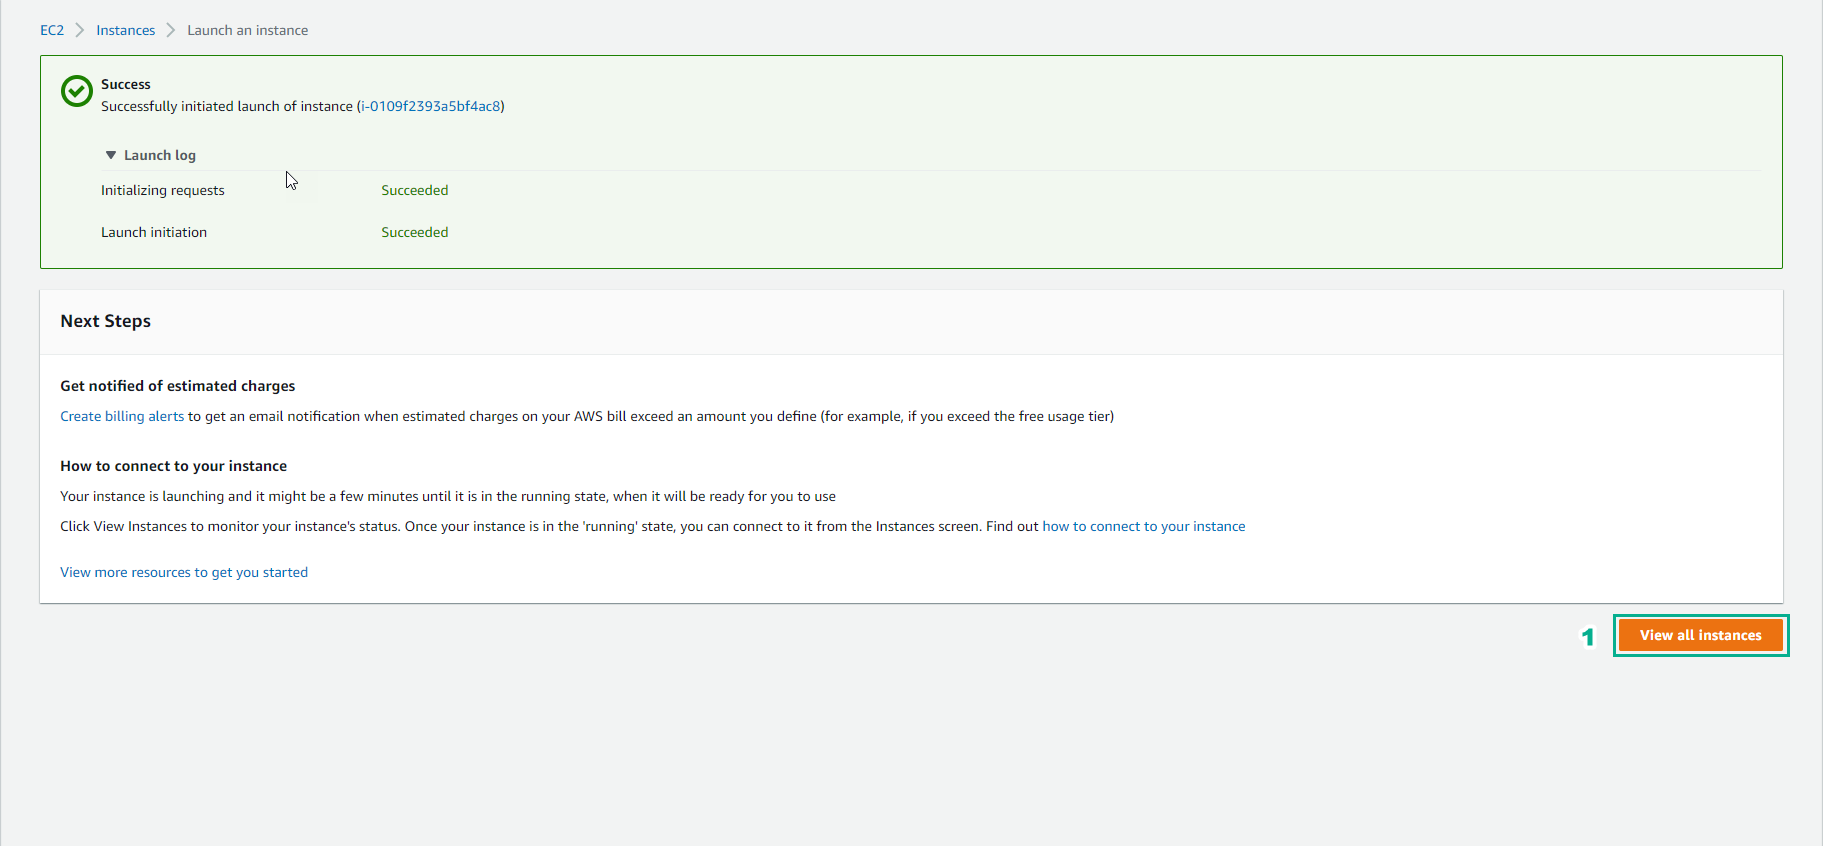 EC2 Instances Launch an instance
Success
Successfully initiated launch of instance (i-0109f2393a5bf4ac8)
Launch log
Initializing requests Succeeded
Launch initiation Succeeded
Next Steps
Get notified of estimated charges
Create billing alerts to get an email notification when estimated charges on your AWS bill exceed an amount you define (for example, if you exceed the free usage tier)
How to connect to your instance
Your instance is launching and it might be a few minutes until it is in the running state, when it will be ready for you to use
Click View Instances to monitor your instance's status. Once your instance is in the 'running' state, you can connect to it from the Instances screen. Find out how to connect to your instance
View more resources to get you started
1 View all instances